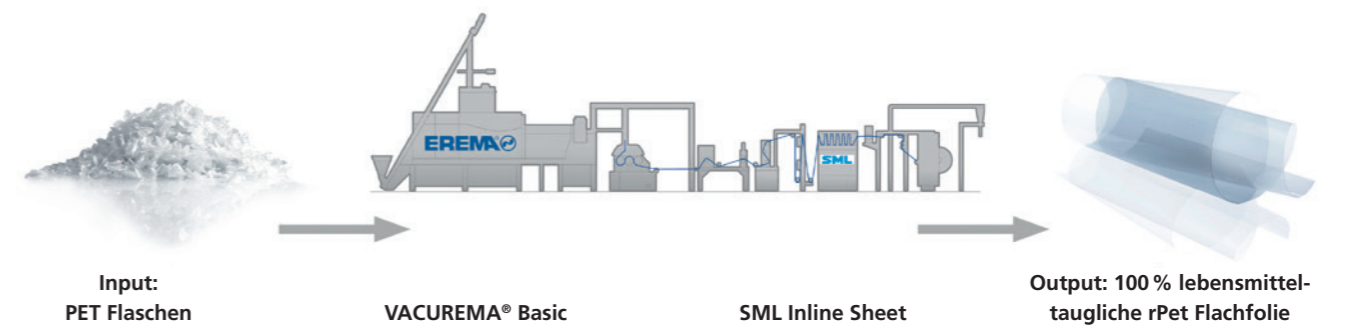 EREMA®
SML
Input:
PET Flaschen
VACUREMA® Basic
SML Inline Sheet
Output: 100 % lebensmittel-
taugliche rPet Flachfolie